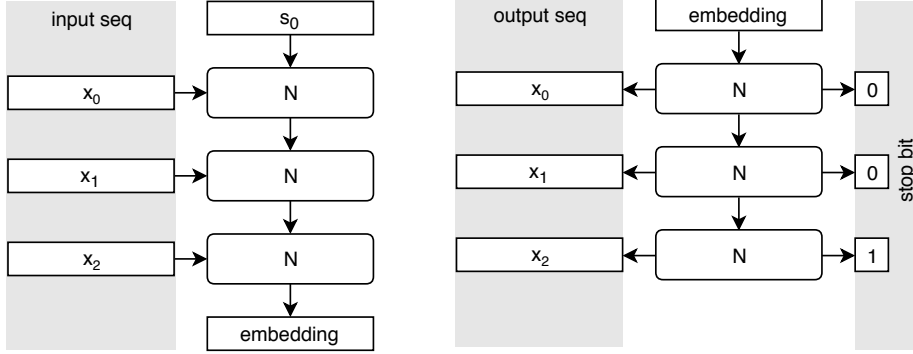 input seq
s0
x0
N
x1
N
x2
N
embedding
output seq
embedding
x0
N
0
x1
N
0
x2
N
1
stop bit